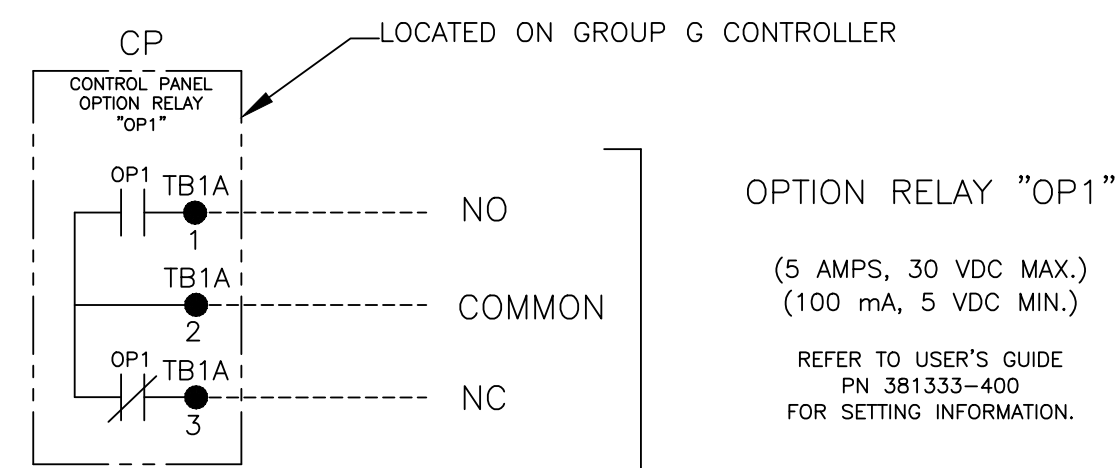 LOCATED ON GROUP G CONTROLLER
CP
CONTROL PANEL
OPTION RELAY
"OP1"
OP1
TB1A
1
NO
TB1A
2
COMMON
OP1
TB1A
3
NC
OPTION RELAY "OP1"
(5 AMPS, 30 VDC MAX.)
(100 mA, 5 VDC MIN.)
REFER TO USER'S GUIDE
PN 381333-400
FOR SETTING INFORMATION.